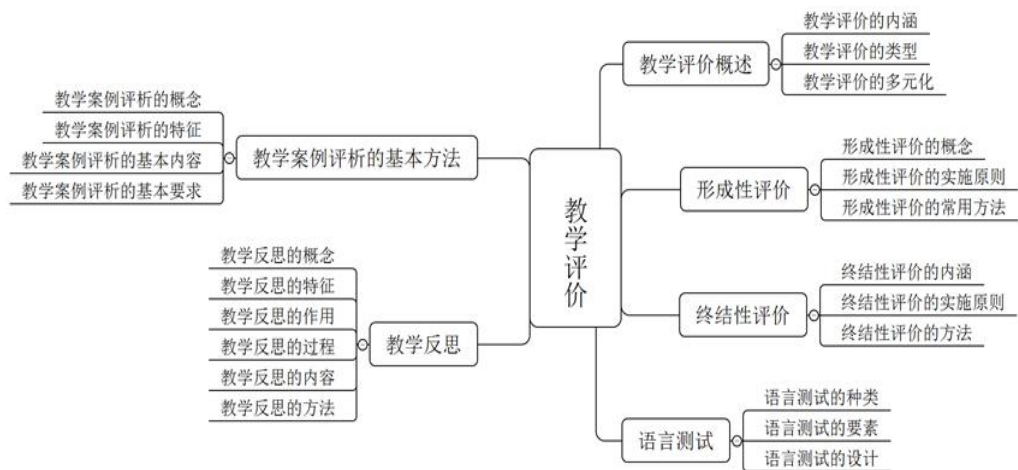 教学评价
教学评价概述
教学评价的内涵
教学评价的类型
教学评价的多元化
形成性评价
形成性评价的概念
形成性评价的实施原则
形成性评价的常用方法
终结性评价
终结性评价的内涵
终结性评价的实施原则
终结性评价的方法
语言测试
语言测试的种类
语言测试的要素
语言测试的设计
教学案例评析的基本方法
教学案例评析的概念
教学案例评析的特征
教学案例评析的基本内容
教学案例评析的基本要求
教学反思
教学反思的概念
教学反思的特征
教学反思的作用
教学反思的过程
教学反思的内容
教学反思的方法